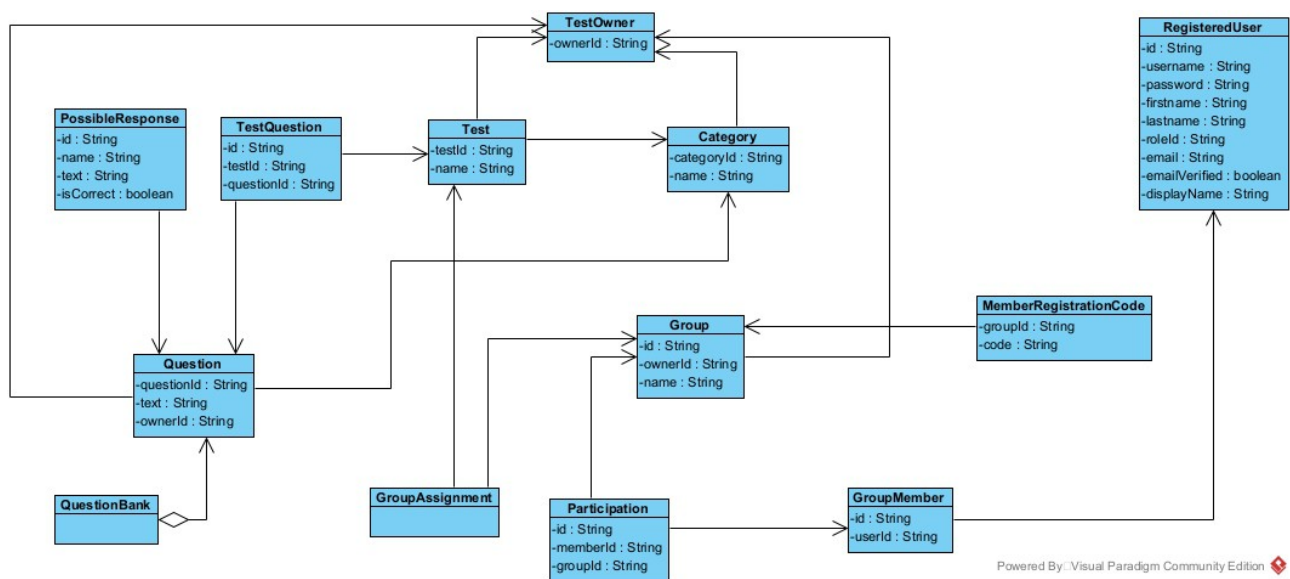 TestOwner
-ownerId : String
RegisteredUser
-id : String
-username : String
-password : String
-firstname : String
-lastname : String
-roleId : String
-email : String
-emailVerified : boolean
-displayName : String
PossibleResponse
-id : String
-name : String
-text : String
-isCorrect : boolean
TestQuestion
-id : String
-testId : String
-questionId : String
Test
-testId : String
-name : String
Category
-categoryId : String
-name : String
MemberRegistrationCode
-groupId : String
-code : String
Group
-id : String
-ownerId : String
-name : String
Question
-questionId : String
-text : String
-ownerId : String
QuestionBank
GroupAssignment
Participation
-id : String
-memberId : String
-groupId : String
GroupMember
-id : String
-userId : String
Powered By Visual Paradigm Community Edition